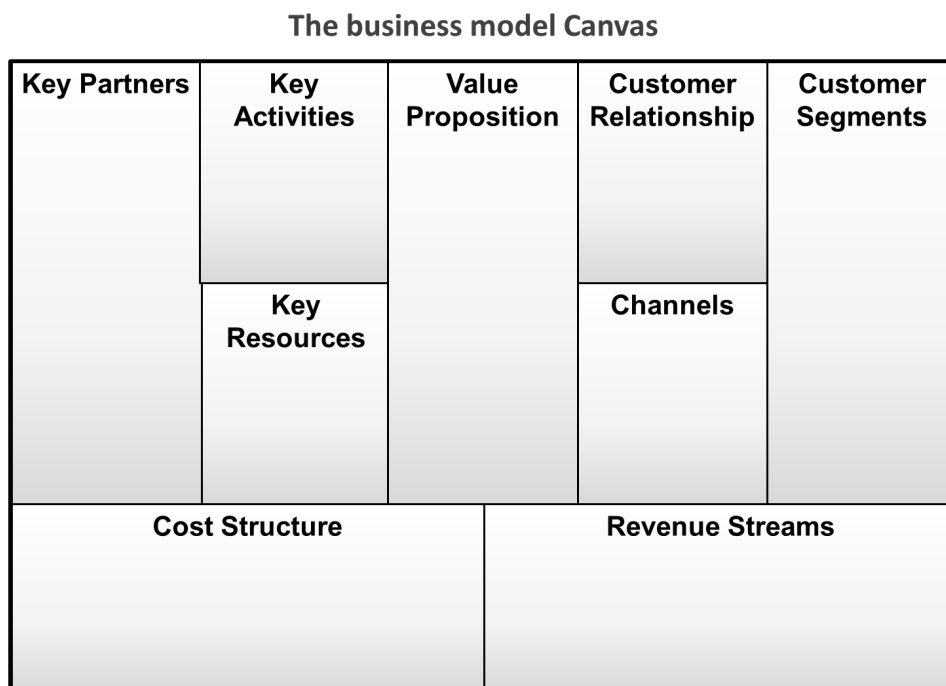 The business model Canvas
Key Partners
Key
Activities
Value
Proposition
Customer
Relationship
Customer
Segments
Key
Resources
Channels
Cost Structure
Revenue Streams